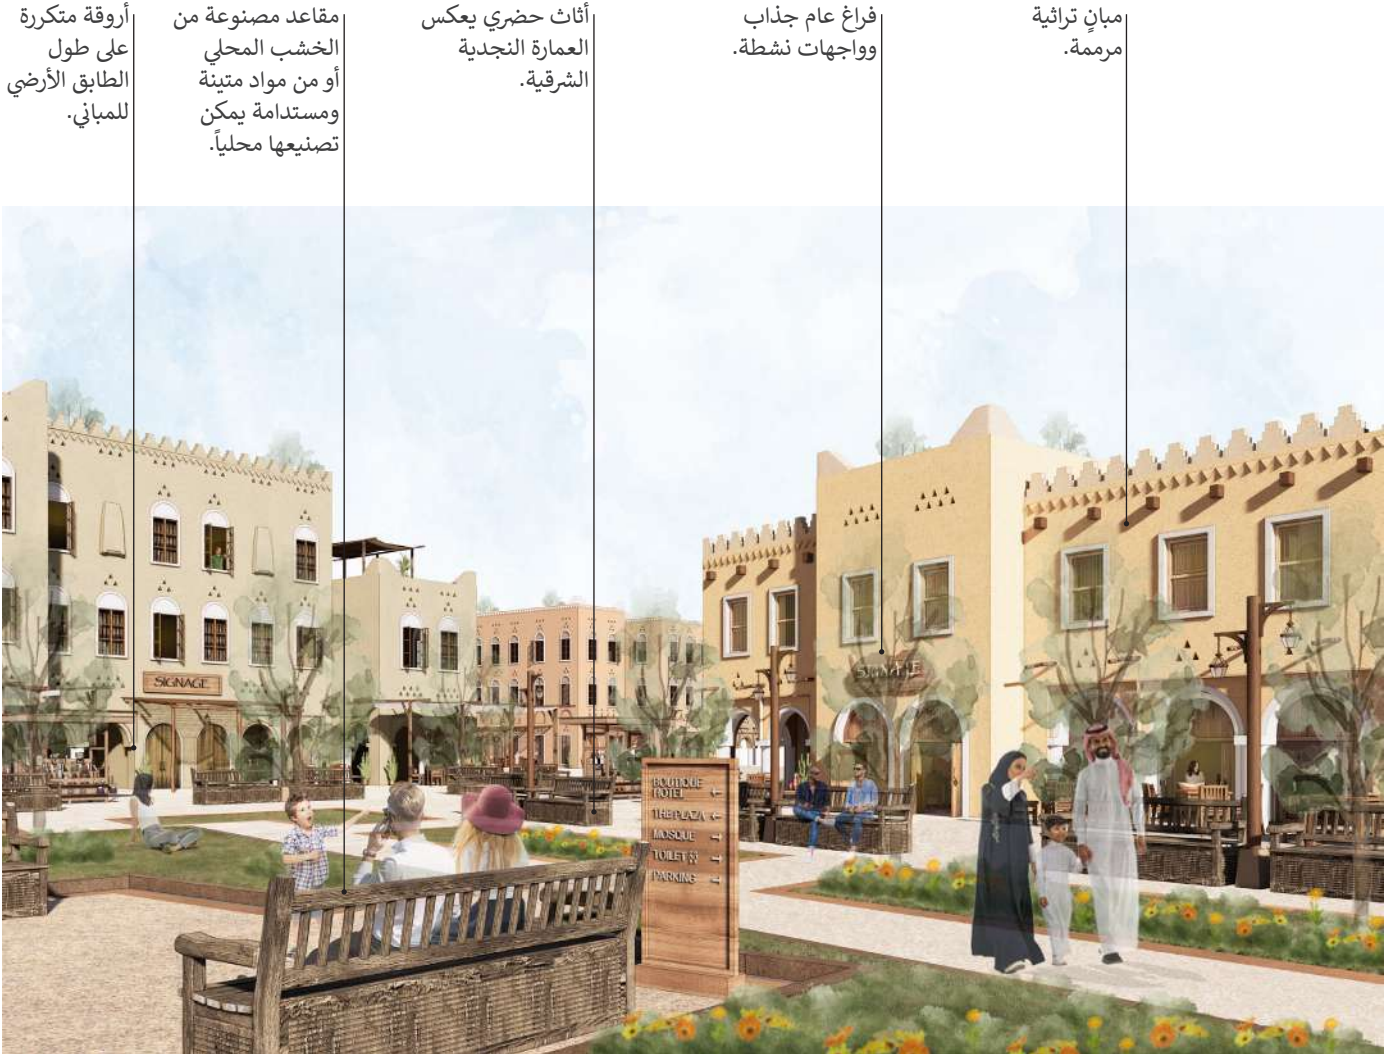 مبانٍ تراثية
مرممة.
فراغ عام جذاب
وواجهات نشطة.
أثاث حضري يعكس
العمارة النجدية
الشرقية.
مقاعد مصنوعة من
الخشب المحلي
أو من مواد متينة
ومستدامة يمكن
تصنيعها محلياً.
أروقة متكررة
على طول
الطابق الأرضي
للمباني.
SIGNAGE
SIGNAGE
BOUTIQUE
HOTEL ←
THE PLAZA ←
MOSQUE →
TOILET →
PARKING →